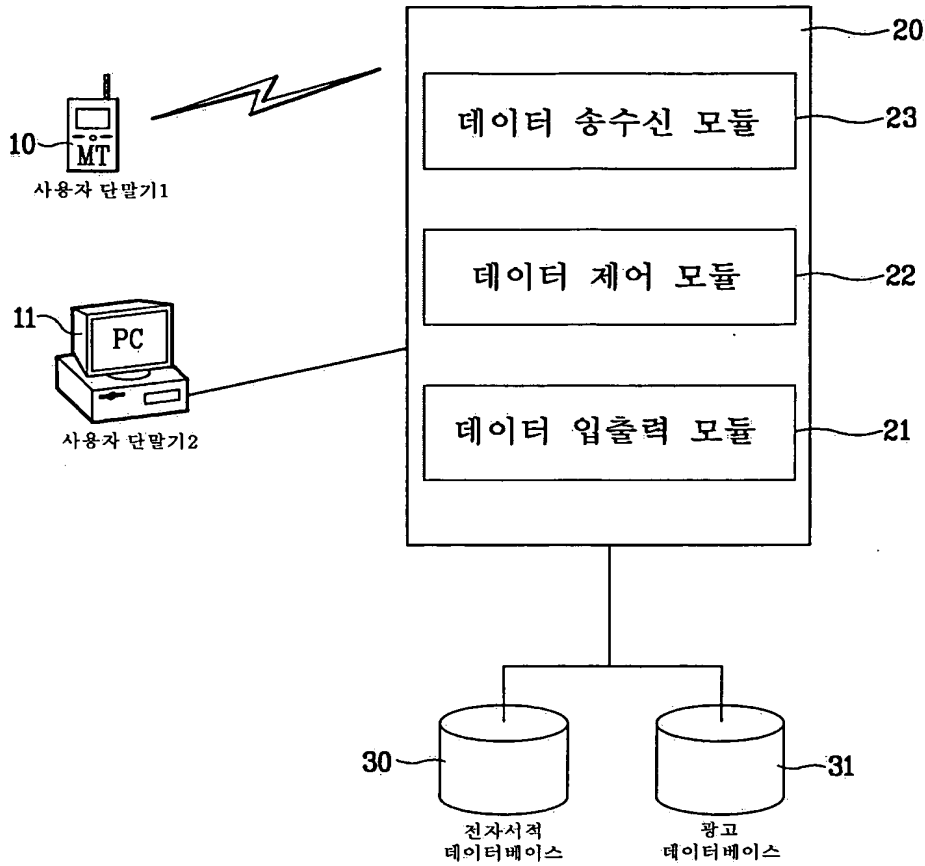 20
데이터 송수신 모듈
23
10
MT
사용자 단말기1
데이터 제어 모듈
22
11
PC
사용자 단말기2
데이터 입출력 모듈
21
30
31
전자서적
데이터베이스
광고
데이터베이스